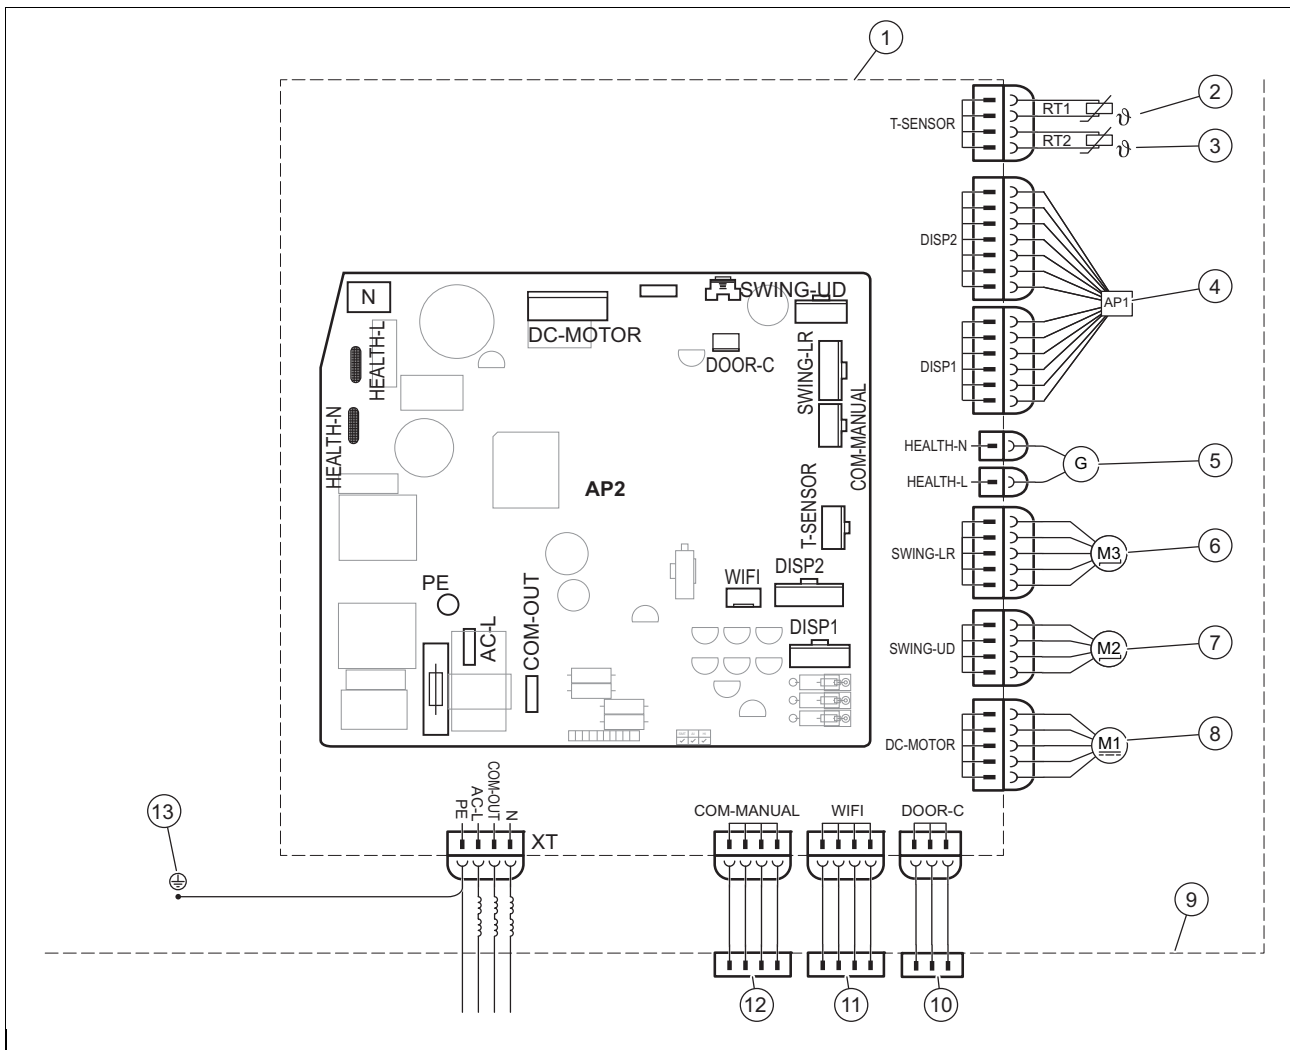 1
2
T-SENSOR
RT1
ϑ
RT2
ϑ
3
DISP2
AP1
4
DISP1
N
SWING-UD
DC-MOTOR
DOOR-C
HEALTH-L
SWING-LR
HEALTH-N
COM-MANUAL
HEALTH-N
HEALTH-L
G
5
AP2
T-SENSOR
SWING-LR
M3
6
PE
WIFI
DISP2
AC-L
COM-OUT
DISP1
SWING-UD
M2
7
DC-MOTOR
M1
8
PE
AC-L
COM-OUT
N
XT
COM-MANUAL
WIFI
DOOR-C
13
9
12
11
10